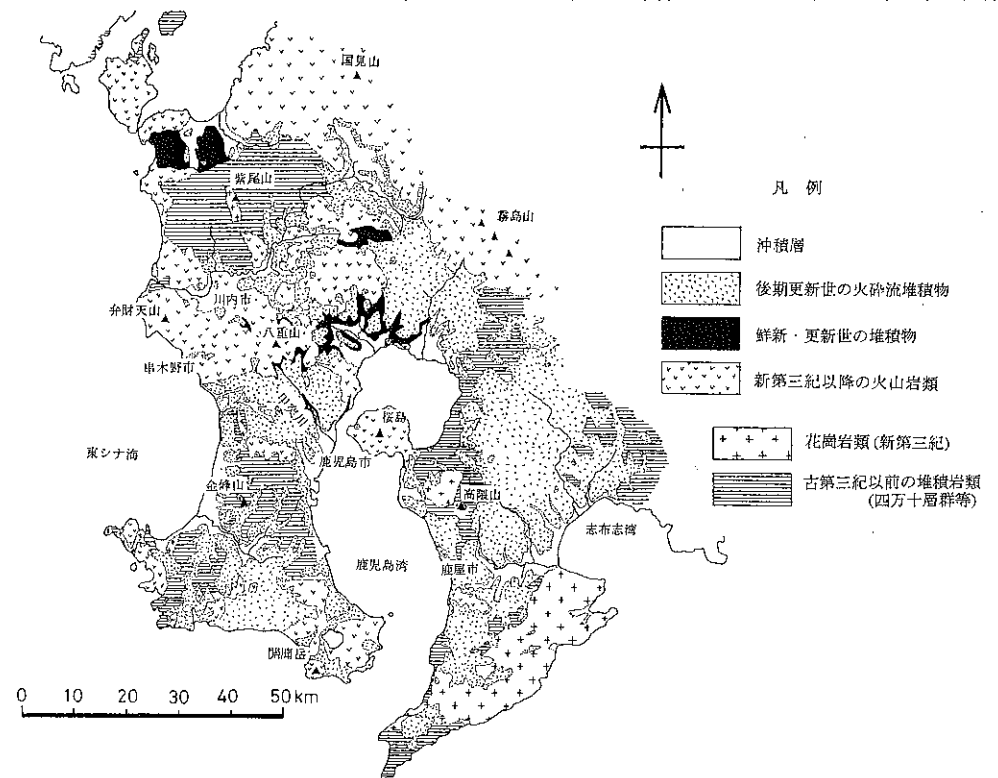 国見山
紫尾山
霧島山
川内市
弁財天山
八重山
串木野市
甲突川
桜島
東シナ海
鹿児島市
金峰山
高隈山
志布志湾
鹿児島湾
鹿屋市
開聞岳
0 10 20 30 40 50km
凡例
沖積層
後期更新世の火砕流堆積物
鮮新・更新世の堆積物
新第三紀以降の火山岩類
花崗岩類(新第三紀)
古第三紀以前の堆積岩類
(四万十層群等)